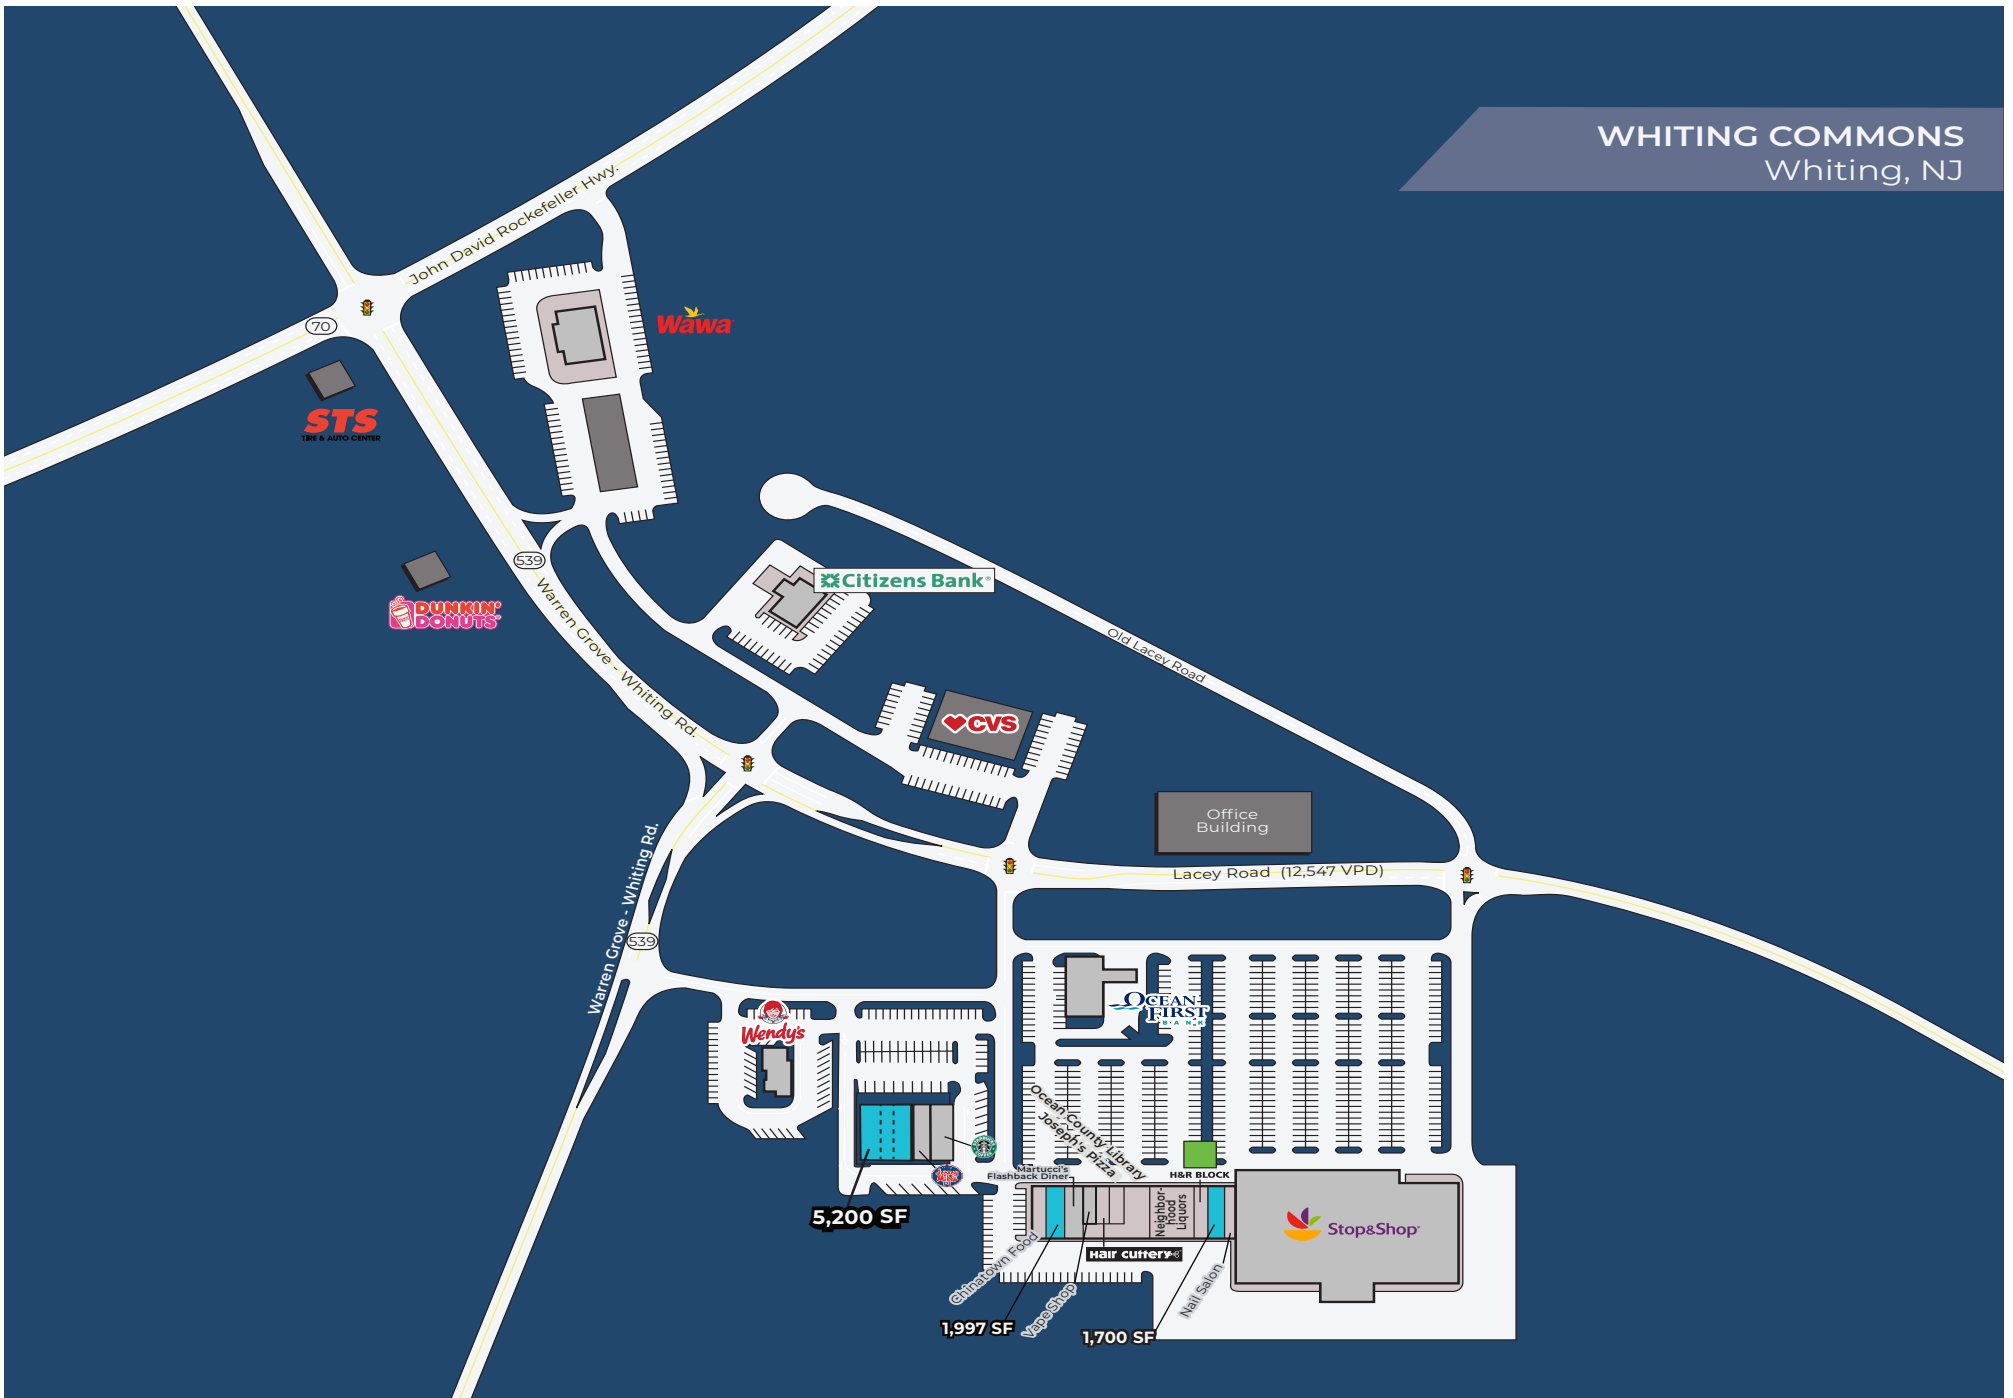 WHITING COMMONS
Whiting, NJ
John David Rockefeller Hwy.
70
Wawa
STS
TIRE & AUTO CENTER
539
DUNKIN'
DONUTS
Warren Grove - Whiting Rd.
Citizens Bank
Old Lacey Road
CVS
Office
Building
Lacey Road (12,547 VPD)
Warren Grove - Whiting Rd.
539
Wendy's
OCEAN
FIRST
BANK
Ocean County Library
Joseph's Pizza
Martucci's
Flashback Diner
H&R BLOCK
Neighbor-
hood
Liquors
5,200 SF
Stop&Shop
Hair Cuttery
Chinatown Food
Vape Shop
Nail Salon
1,997 SF
1,700 SF